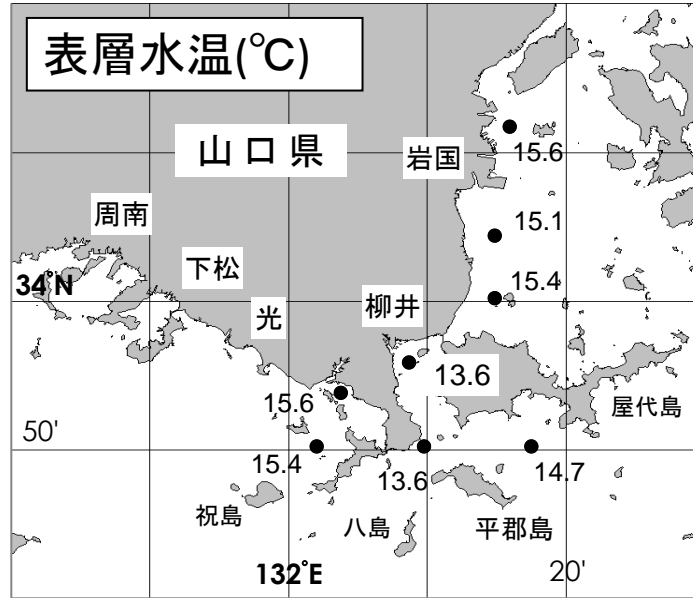 表層水温(℃)
山口県
岩国
15.6
周南
15.1
下松
34°N
15.4
光
柳井
13.6
15.6
屋代島
50'
15.4
13.6
14.7
祝島
八島
平郡島
132°E
20'